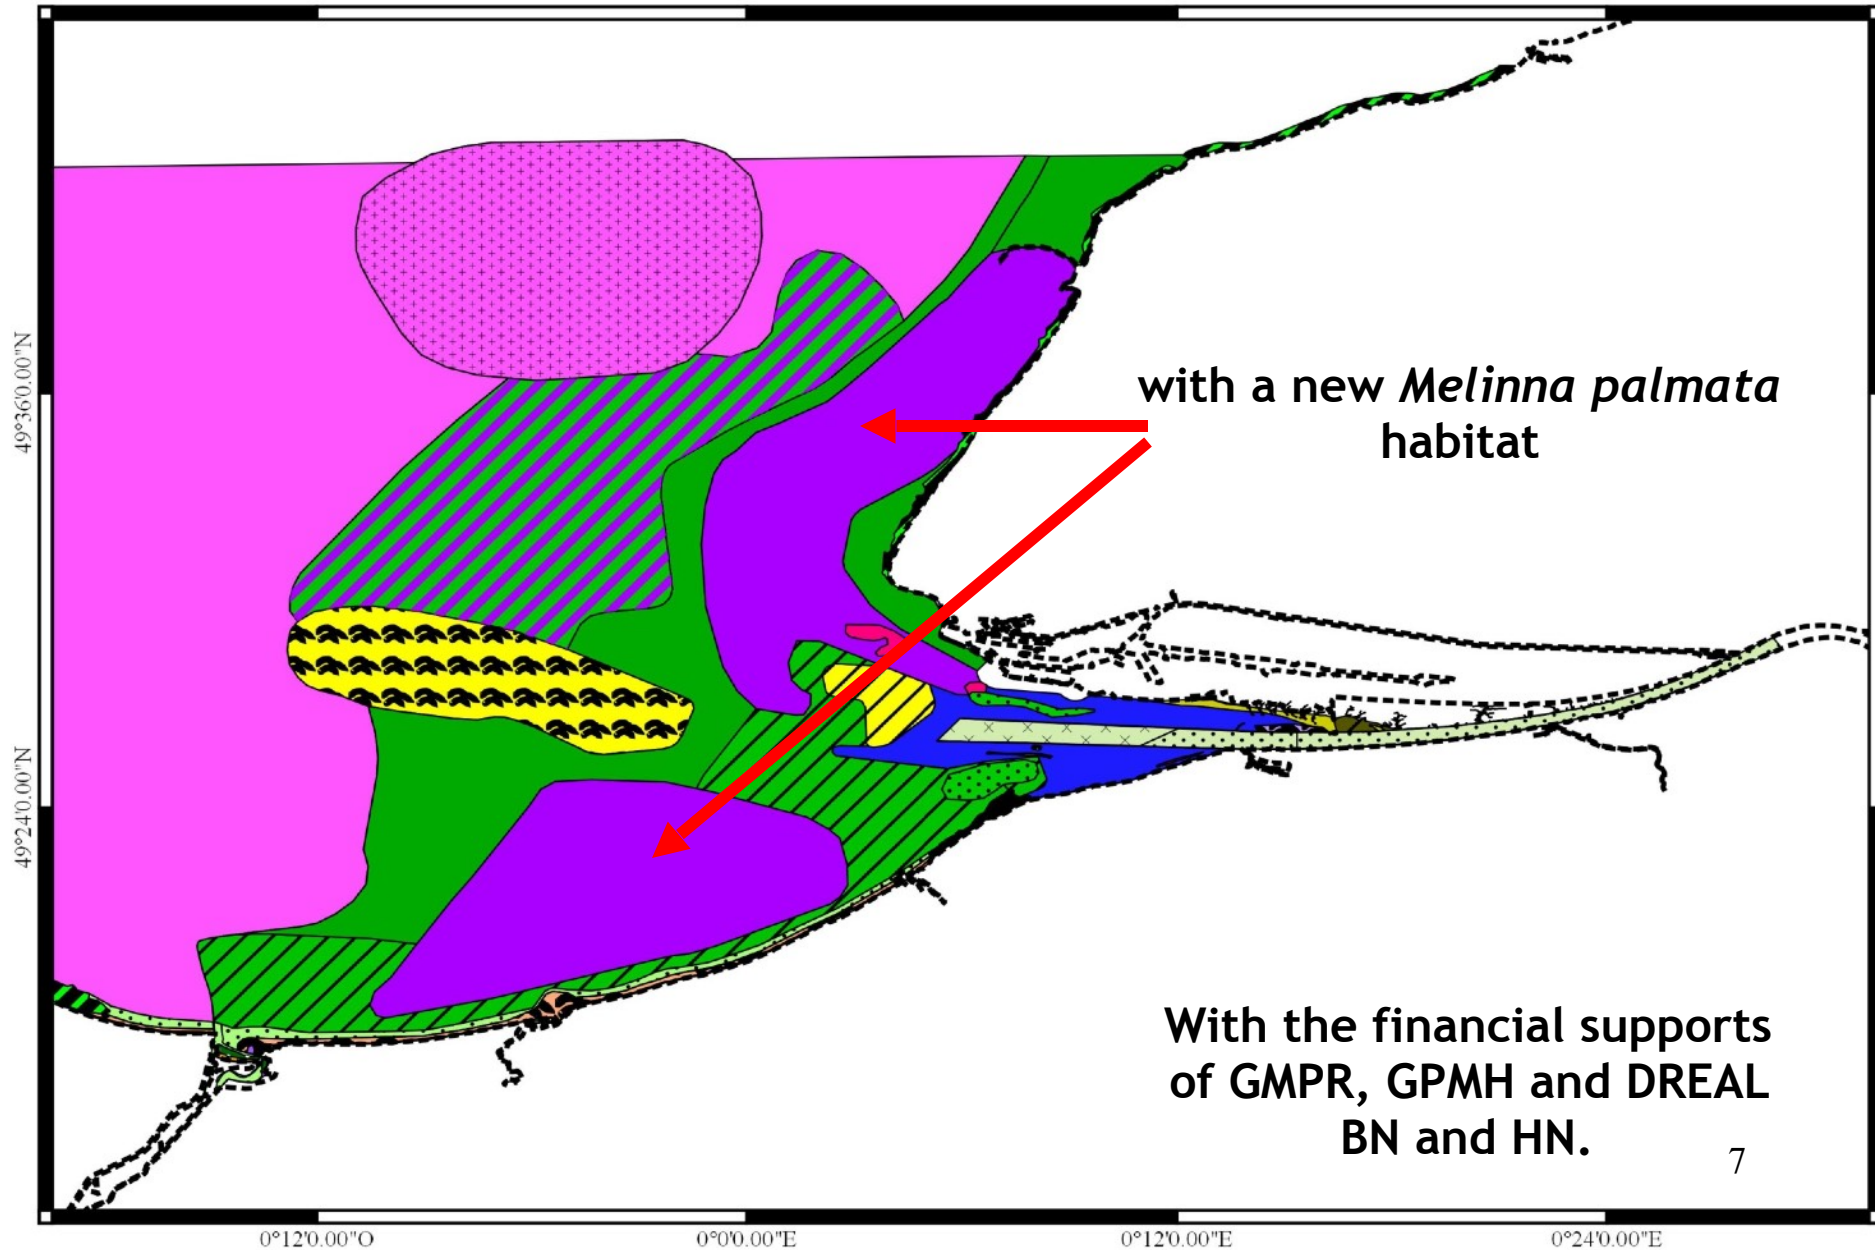 49°36'0.00"N
with a new Melinna palmata
habitat
49°24'0.00"N
With the financial supports
of GMPR, GPMH and DREAL
BN and HN.
7
0°12'0.00"O
0°0'0.00"E
0°12'0.00"E
0°24'0.00"E